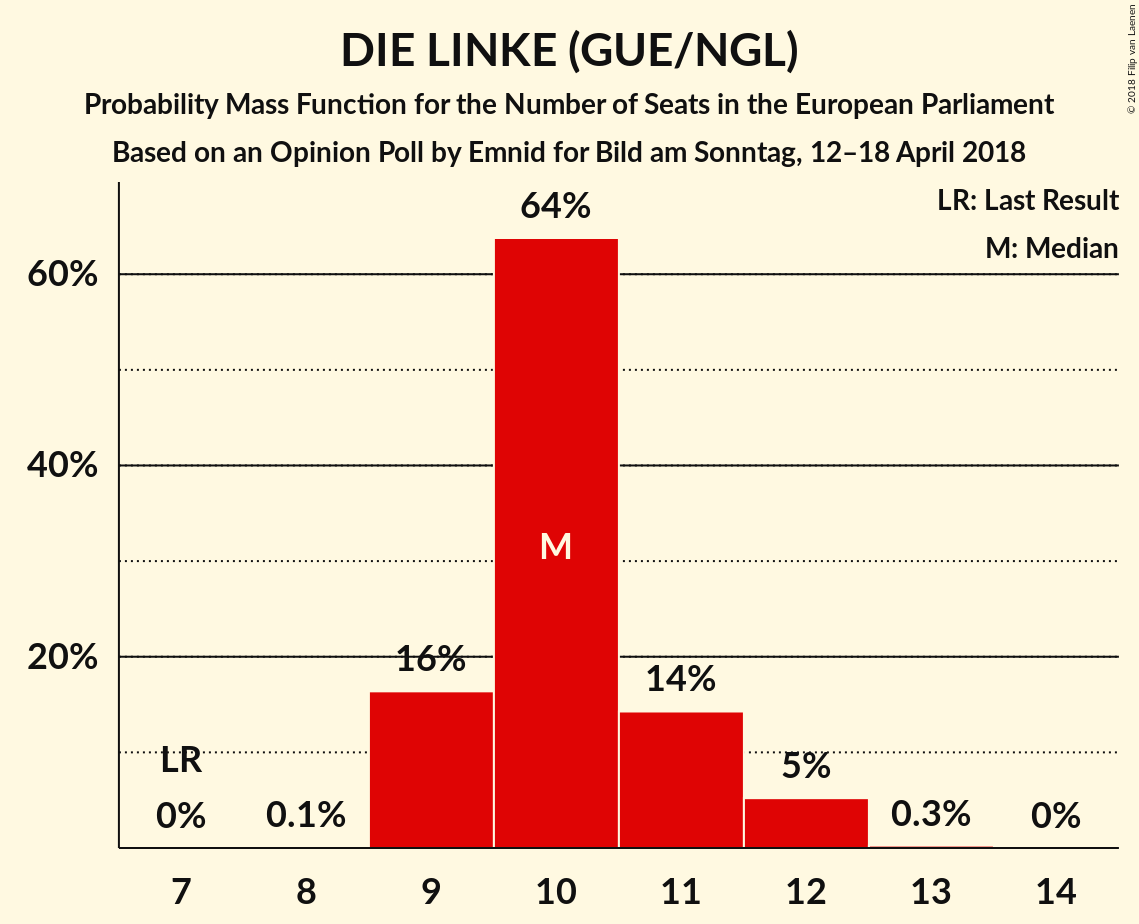 DIE LINKE (GUE/NGL)
Probability Mass Function for the Number of Seats in the European Parliament
Based on an Opinion Poll by Emnid for Bild am Sonntag, 12–18 April 2018
© 2018 Filip van Laenen
LR: Last Result
M: Median
64%
60%
40%
M
20%
16%
14%
LR
5%
0%
0.1%
0.3%
0%
7 8 9 10 11 12 13 14